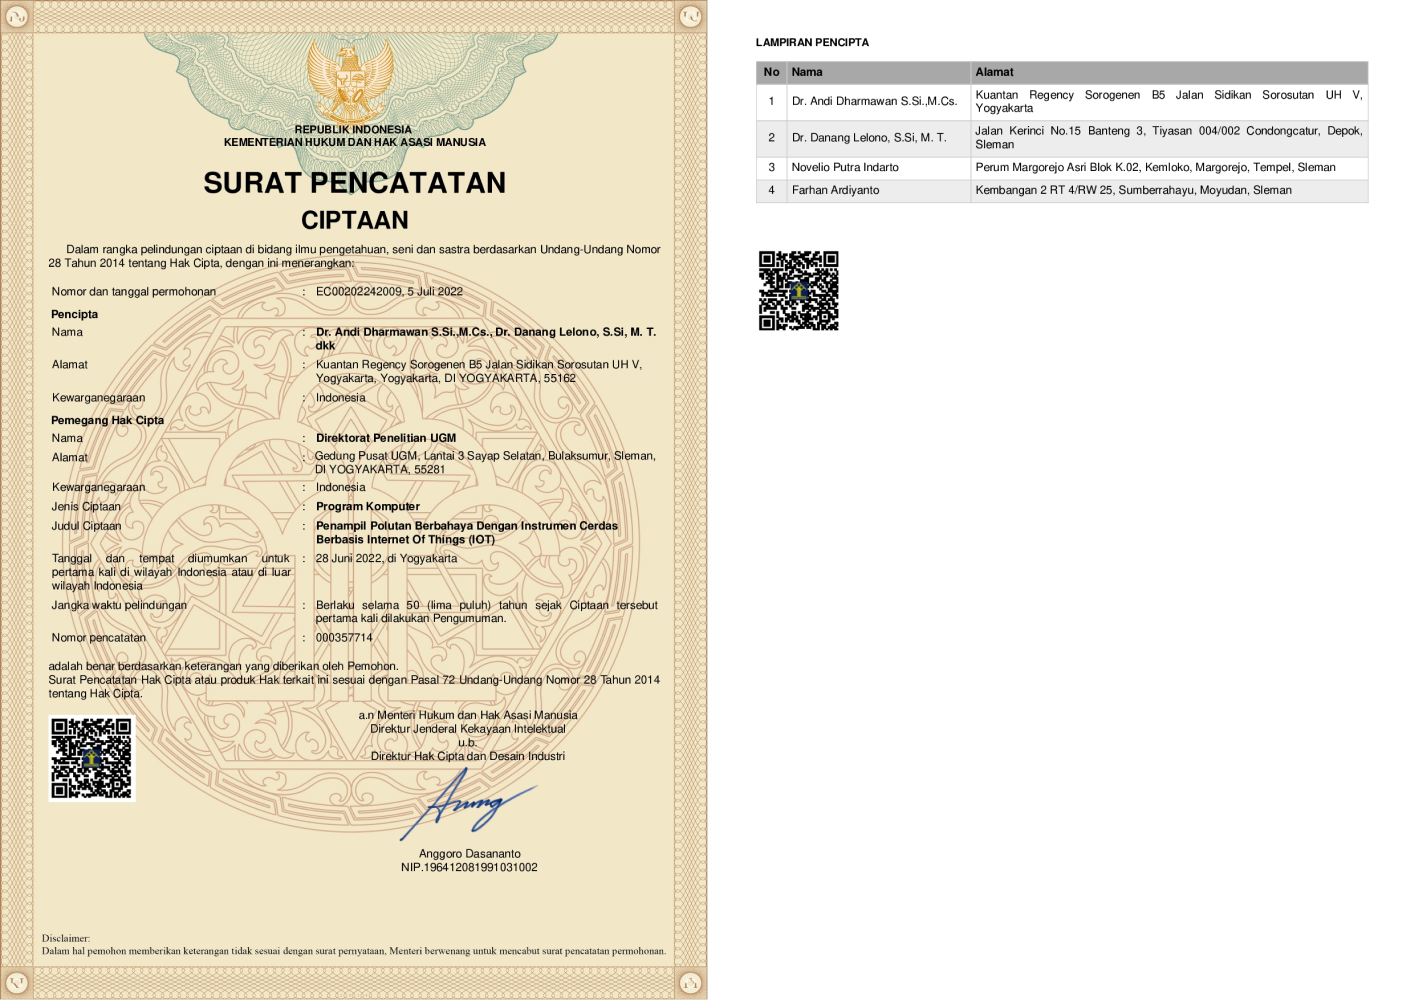 REPUBLIK INDONESIA
KEMENTERIAN HUKUM DAN HAK ASASI MANUSIA
SURAT PENCATATAN
CIPTAAN
Dalam rangka pelindungan ciptaan di bidang ilmu pengetahuan, seni dan sastra berdasarkan Undang-Undang Nomor
28 Tahun 2014 tentang Hak Cipta, dengan ini menerangkan:
Nomor dan tanggal permohonan : EC00202242009, 5 Juli 2022
Pencipta
Nama : Dr. Andi Dharmawan S.Si.,M.Cs., Dr. Danang Lelono, S.Si, M. T.
dkk
Alamat : Kuantan Regency Sorogenen B5 Jalan Sidikan Sorosutan UH V,
Yogyakarta, Yogyakarta, DI YOGYAKARTA, 55162
Kewarganegaraan : Indonesia
Pemegang Hak Cipta
Nama : Direktorat Penelitian UGM
Alamat : Gedung Pusat UGM, Lantai 3 Sayap Selatan, Bulaksumur, Sleman,
DI YOGYAKARTA, 55281
Kewarganegaraan : Indonesia
Jenis Ciptaan : Program Komputer
Judul Ciptaan : Penampil Polutan Berbahaya Dengan Instrumen Cerdas
Berbasis Internet Of Things (IOT)
Tanggal dan tempat diumumkan untuk : 28 Juni 2022, di Yogyakarta
pertama kali di wilayah Indonesia atau di luar
wilayah Indonesia
Jangka waktu pelindungan : Berlaku selama 50 (lima puluh) tahun sejak Ciptaan tersebut
pertama kali dilakukan Pengumuman.
Nomor pencatatan : 000357714
adalah benar berdasarkan keterangan yang diberikan oleh Pemohon.
Surat Pencatatan Hak Cipta atau produk Hak terkait ini sesuai dengan Pasal 72 Undang-Undang Nomor 28 Tahun 2014
tentang Hak Cipta.
a.n Menteri Hukum dan Hak Asasi Manusia
Direktur Jenderal Kekayaan Intelektual
u.b.
Direktur Hak Cipta dan Desain Industri
Anggoro Dasananto
NIP.196412081991031002
Disclaimer:
Dalam hal pemohon memberikan keterangan tidak sesuai dengan surat pernyataan, Menteri berwenang untuk mencabut surat pencatatan permohonan.
LAMPIRAN PENCIPTA
No Nama Alamat
1 Dr. Andi Dharmawan S.Si.,M.Cs. Kuantan Regency Sorogenen B5 Jalan Sidikan Sorosutan UH V,
Yogyakarta
2 Dr. Danang Lelono, S.Si, M. T. Jalan Kerinci No.15 Banteng 3, Tiyasan 004/002 Condongcatur, Depok,
Sleman
3 Novelio Putra Indarto Perum Margorejo Asri Blok K.02, Kemloko, Margorejo, Tempel, Sleman
4 Farhan Ardiyanto Kembangan 2 RT 4/RW 25, Sumberrahayu, Moyudan, Sleman